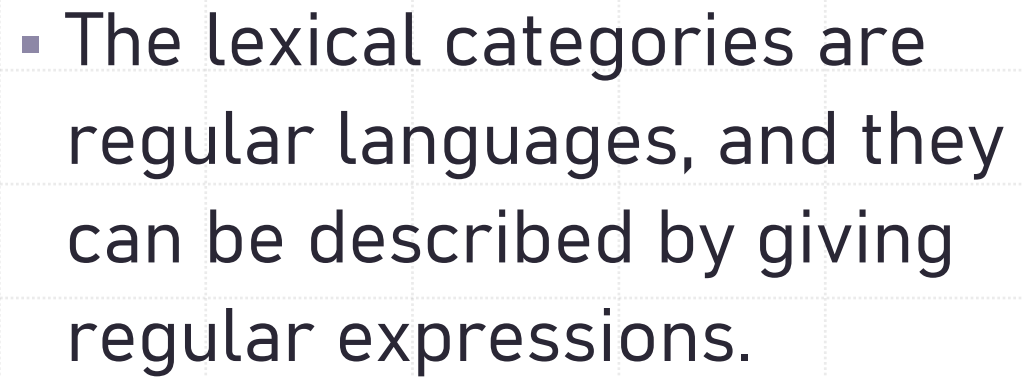 ▪ The lexical categories are
regular languages, and they
can be described by giving
regular expressions.